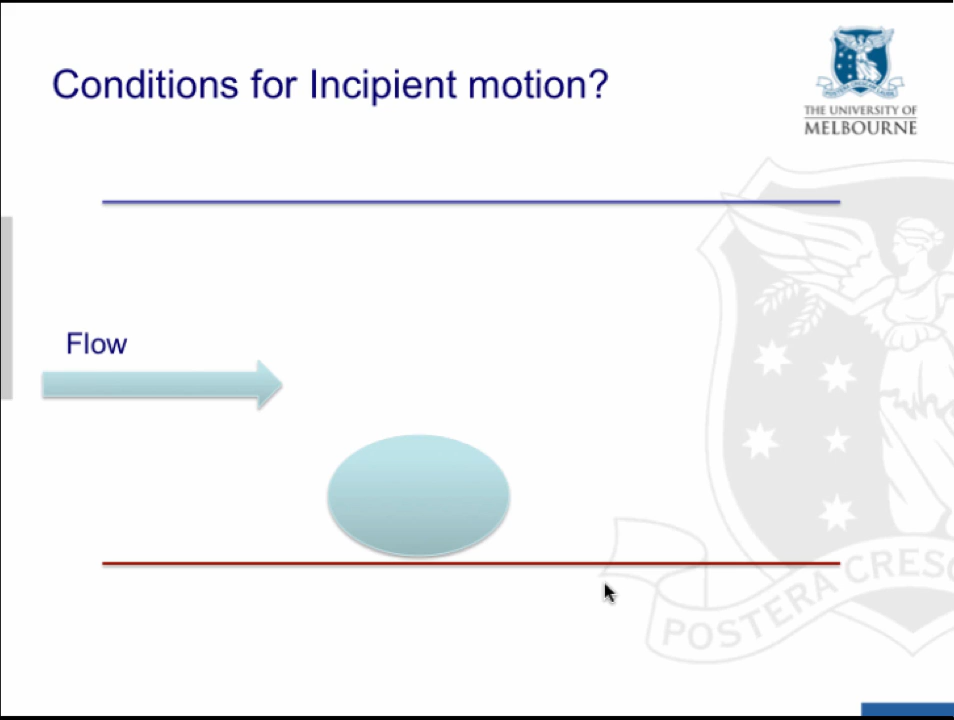 Conditions for Incipient motion?
THE UNIVERSITY OF
MELBOURNE
Flow
POSTERA CRESC